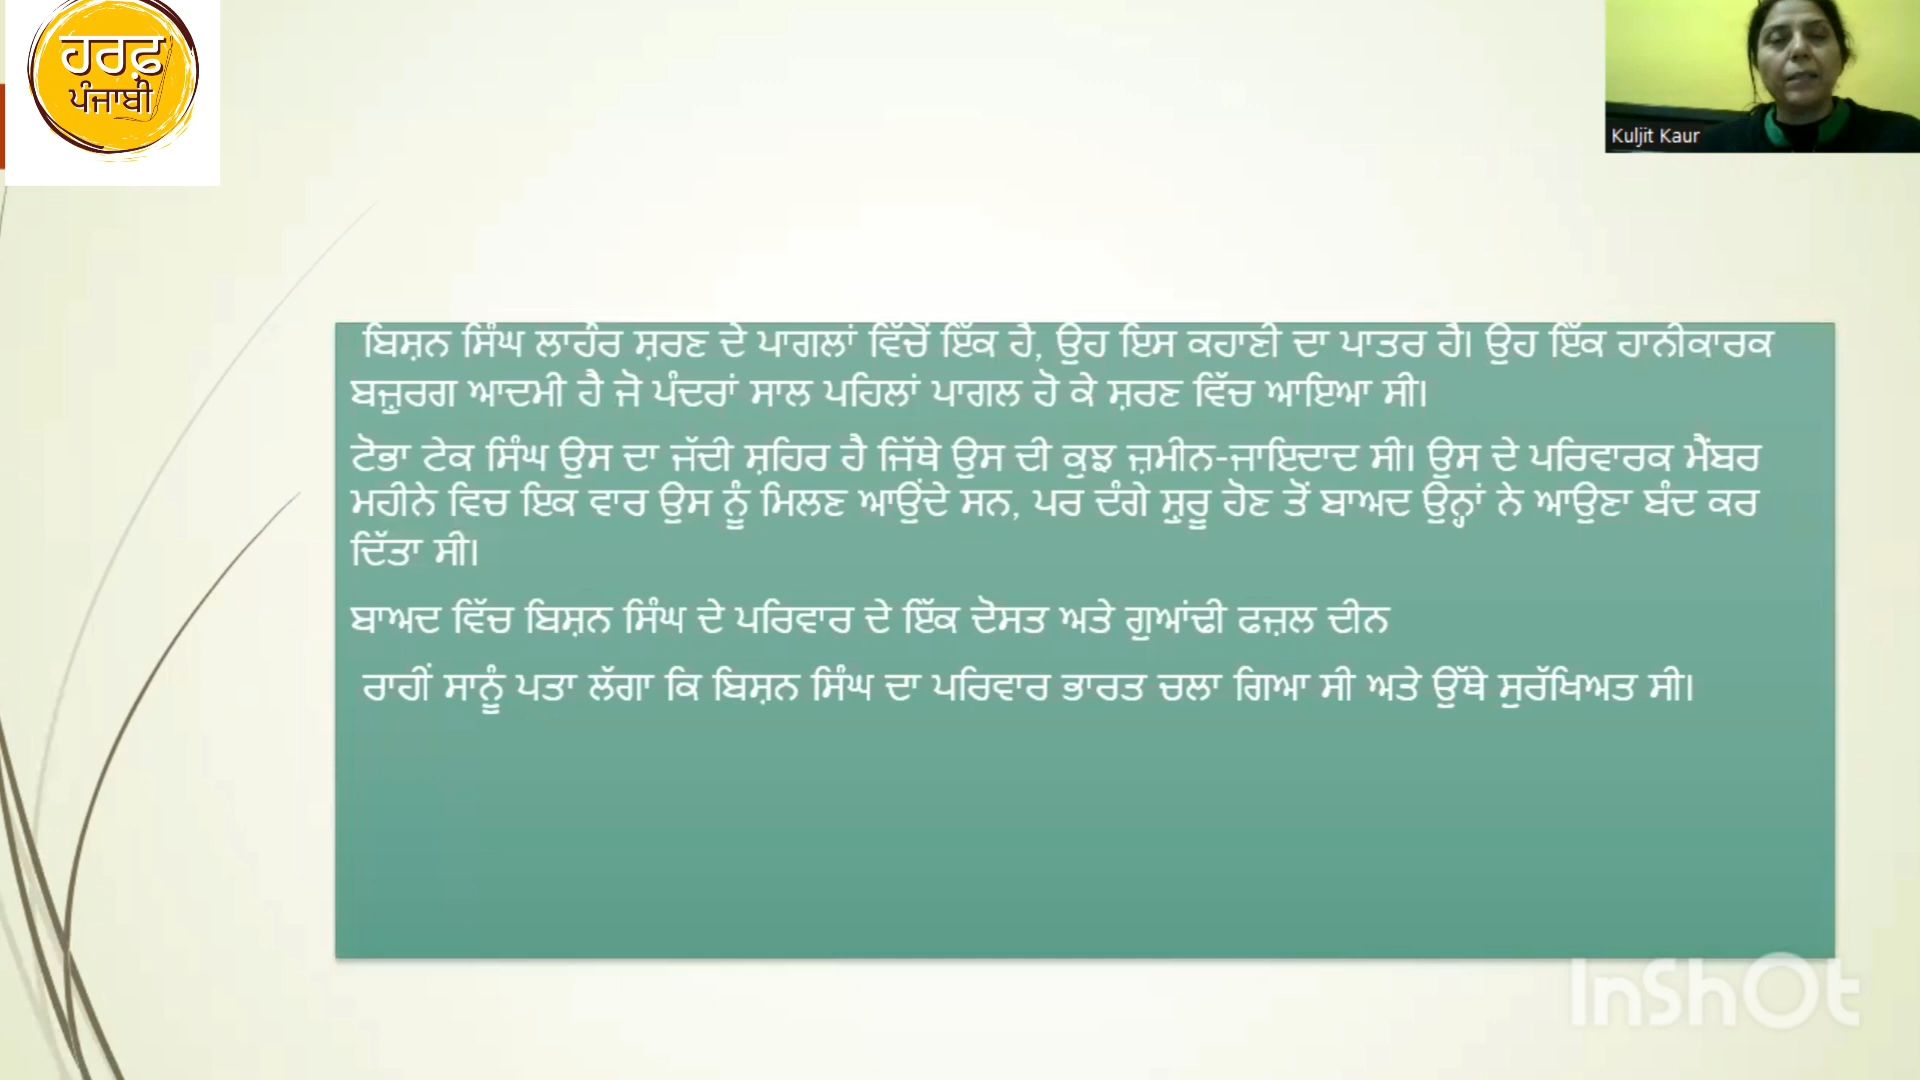 ਹਰਫ਼
ਪੰਜਾਬੀ
Kuljit Kaur
ਬਿਸ਼ਨ ਸਿੰਘ ਲਾਹੌਰ ਸ਼ਰਣ ਦੇ ਪਾਗਲਾਂ ਵਿੱਚੋਂ ਇੱਕ ਹੈ, ਉਹ ਇਸ ਕਹਾਣੀ ਦਾ ਪਾਤਰ ਹੈ। ਉਹ ਇੱਕ ਹਾਨੀਕਾਰਕ
ਬਜ਼ੁਰਗ ਆਦਮੀ ਹੈ ਜੋ ਪੰਦਰਾਂ ਸਾਲ ਪਹਿਲਾਂ ਪਾਗਲ ਹੋ ਕੇ ਸ਼ਰਣ ਵਿੱਚ ਆਇਆ ਸੀ।
ਟੋਭਾ ਟੇਕ ਸਿੰਘ ਉਸ ਦਾ ਜੱਦੀ ਸ਼ਹਿਰ ਹੈ ਜਿੱਥੇ ਉਸ ਦੀ ਕੁਝ ਜ਼ਮੀਨ-ਜਾਇਦਾਦ ਸੀ। ਉਸ ਦੇ ਪਰਿਵਾਰਕ ਮੈਂਬਰ
ਮਹੀਨੇ ਵਿਚ ਇਕ ਵਾਰ ਉਸ ਨੂੰ ਮਿਲਣ ਆਉਂਦੇ ਸਨ, ਪਰ ਦੰਗੇ ਸ਼ੁਰੂ ਹੋਣ ਤੋਂ ਬਾਅਦ ਉਨ੍ਹਾਂ ਨੇ ਆਉਣਾ ਬੰਦ ਕਰ
ਦਿੱਤਾ ਸੀ।
ਬਾਅਦ ਵਿੱਚ ਬਿਸ਼ਨ ਸਿੰਘ ਦੇ ਪਰਿਵਾਰ ਦੇ ਇੱਕ ਦੋਸਤ ਅਤੇ ਗੁਆਂਢੀ ਫਜ਼ਲ ਦੀਨ
ਰਾਹੀਂ ਸਾਨੂੰ ਪਤਾ ਲੱਗਾ ਕਿ ਬਿਸ਼ਨ ਸਿੰਘ ਦਾ ਪਰਿਵਾਰ ਭਾਰਤ ਚਲਾ ਗਿਆ ਸੀ ਅਤੇ ਉੱਥੇ ਸੁਰੱਖਿਅਤ ਸੀ।
InShOt